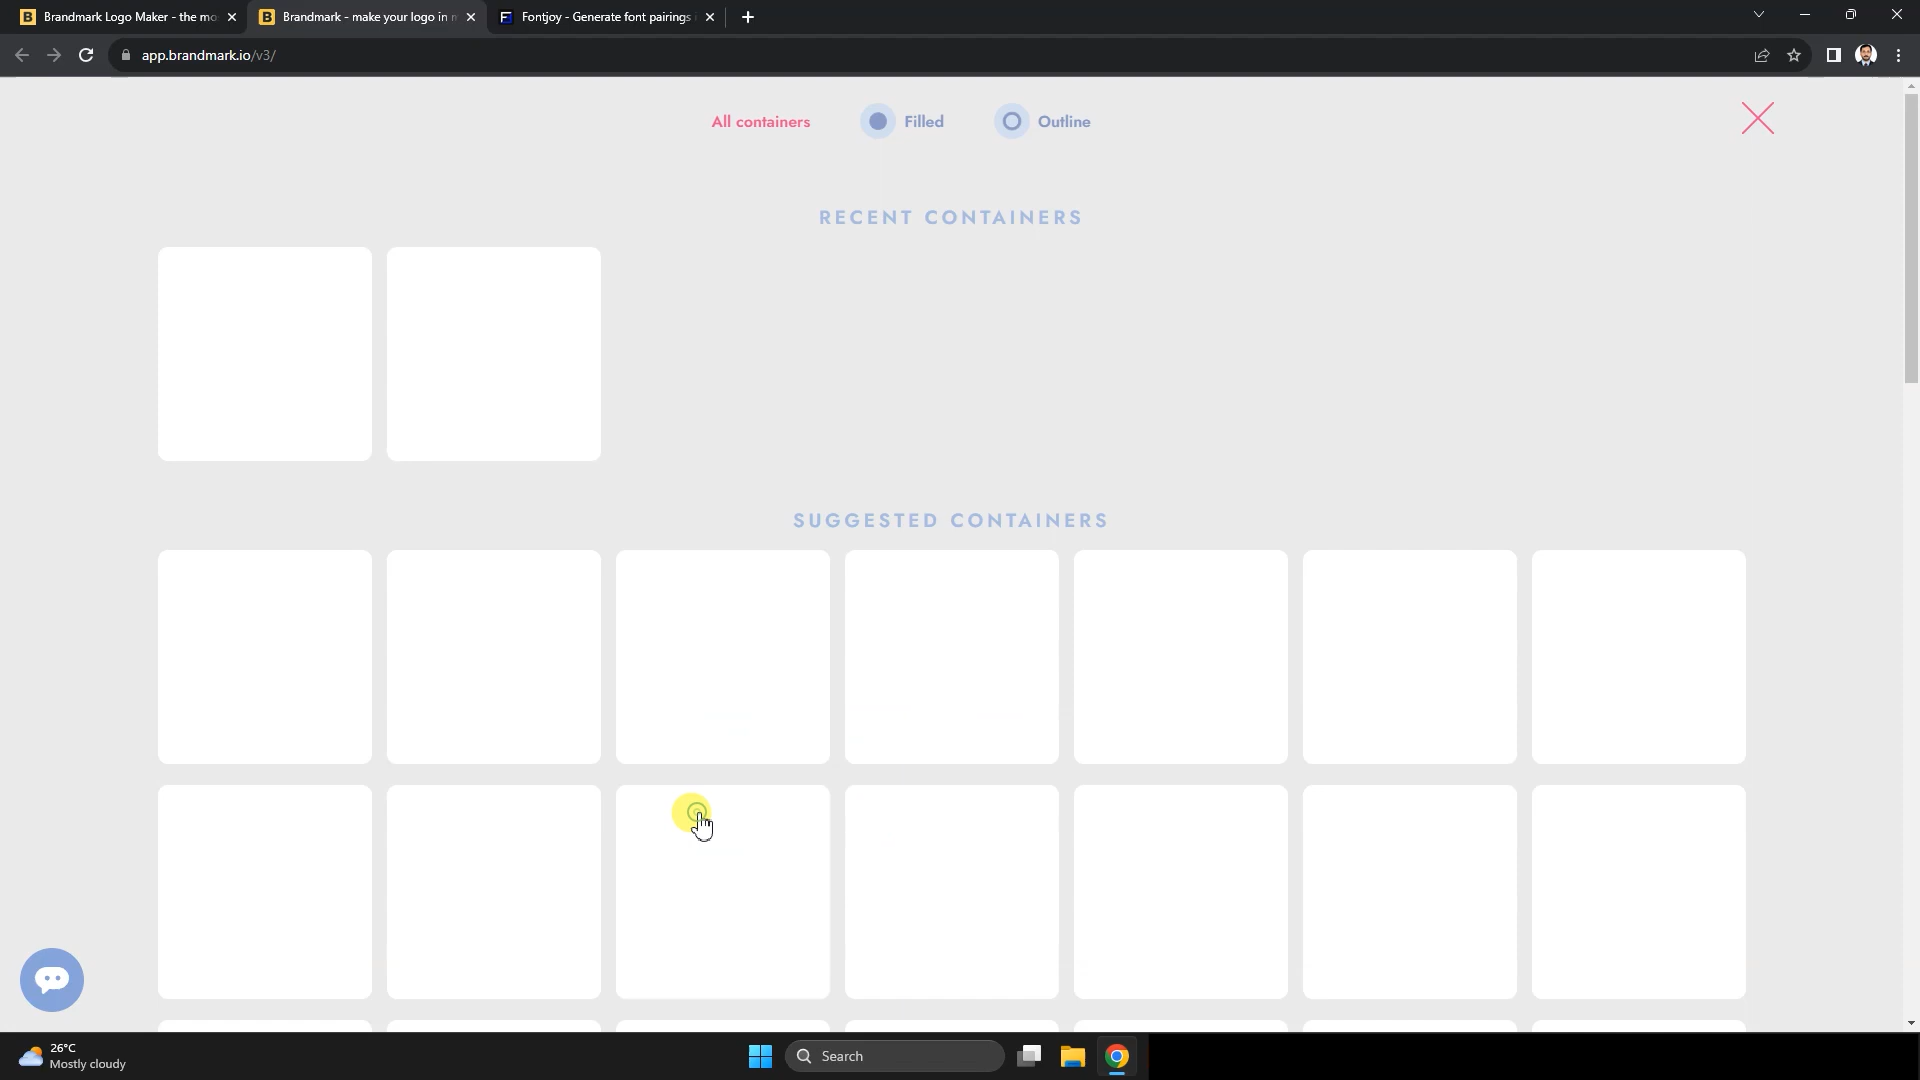 Brandmark Logo Maker - the mo
Brandmark - make your logo in
Fontjoy - Generate font pairings
app.brandmark.io/v3/
All containers
Filled
Outline
RECENT CONTAINERS
SUGGESTED CONTAINERS
26°C
Mostly cloudy
Search